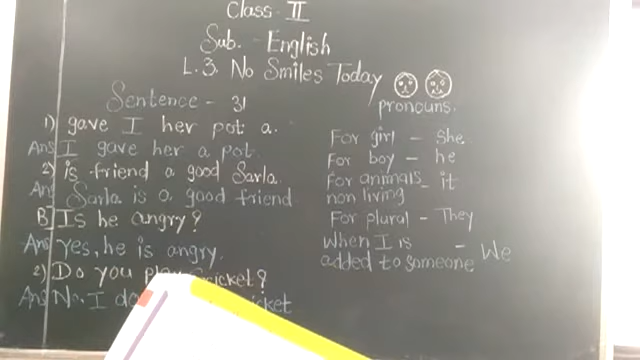 Class - II
Sub. - English
L.3. No Smiles Today
Sentence - 31
1) gave I her pot a.
Ans I gave her a pot.
2) is friend a good Sarla.
Ans Sarla is a good friend
B] Is he angry?
Ans Yes, he is angry.
2) Do you play cricket?
Ans No. I do
pronouns.
For girl - She
For boy - he
For animals - it
non living
For plural - They
When I is - We
added to someone